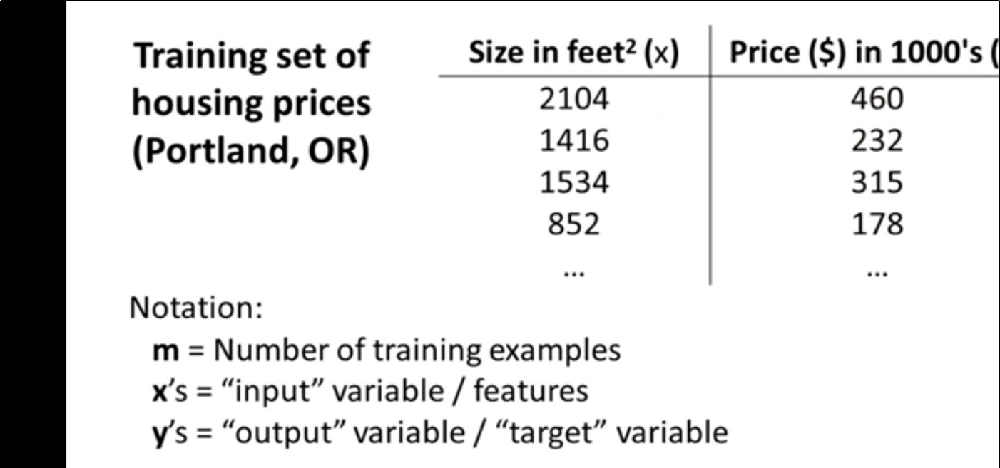 Training set of
housing prices
(Portland, OR)
Size in feet² (x) Price ($) in 1000's (
2104 460
1416 232
1534 315
852 178
... ...
Notation:
m = Number of training examples
x’s = “input” variable / features
y’s = “output” variable / “target” variable